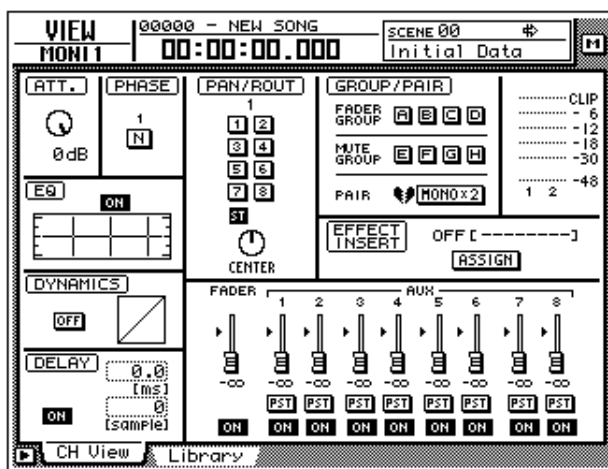 VIEW
MONI 1
00000 - NEW SONG
00:00:00.000
SCENE 00
Initial Data
M
ATT.
0dB
PHASE
1
N
PAN/ROUT
1
1 2
3 4
5 6
7 8
ST
CENTER
GROUP/PAIR
FADER GROUP A B C D
MUTE GROUP E F G H
PAIR MONO×2
CLIP
- 6
-12
-18
-30
-48
1 2
EQ
ON
EFFECT INSERT
OFF [---------]
ASSIGN
DYNAMICS
OFF
DELAY
0.0
[ms]
0
[sample]
ON
FADER AUX
1 2 3 4 5 6 7 8
-∞ -∞ -∞ -∞ -∞ -∞ -∞ -∞ -∞
PST PST PST PST PST PST PST PST
ON ON ON ON ON ON ON ON ON
CH View
Library